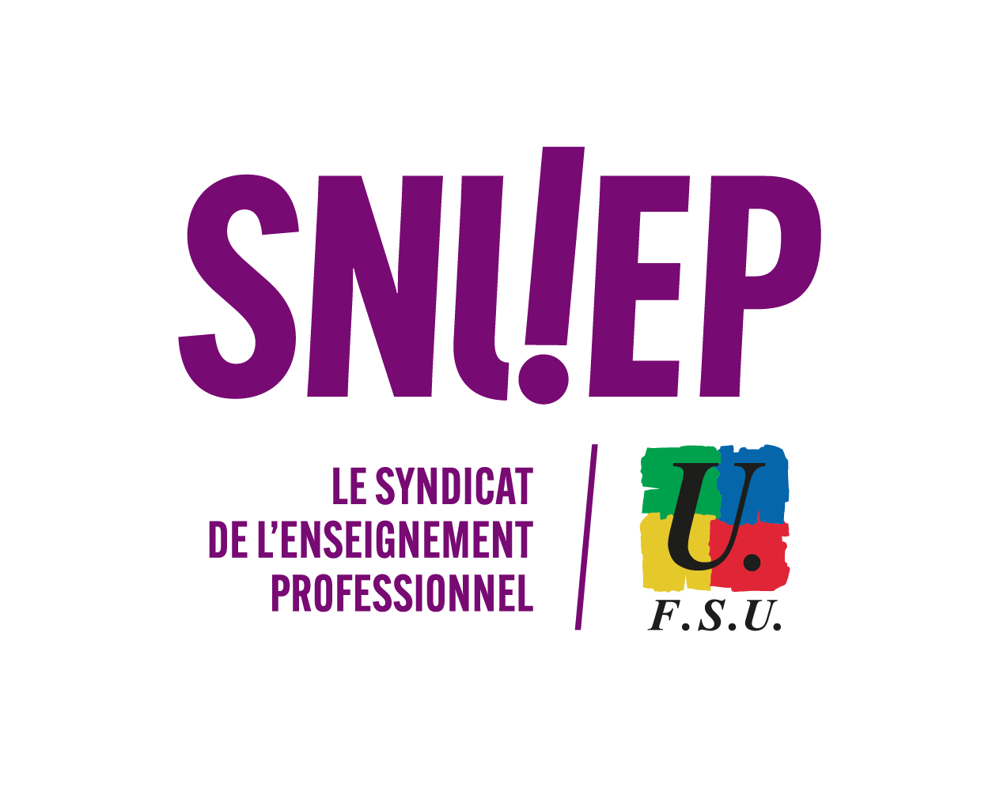 SNUEP
LE SYNDICAT
DE L’ENSEIGNEMENT
PROFESSIONNEL
U.
F.S.U.